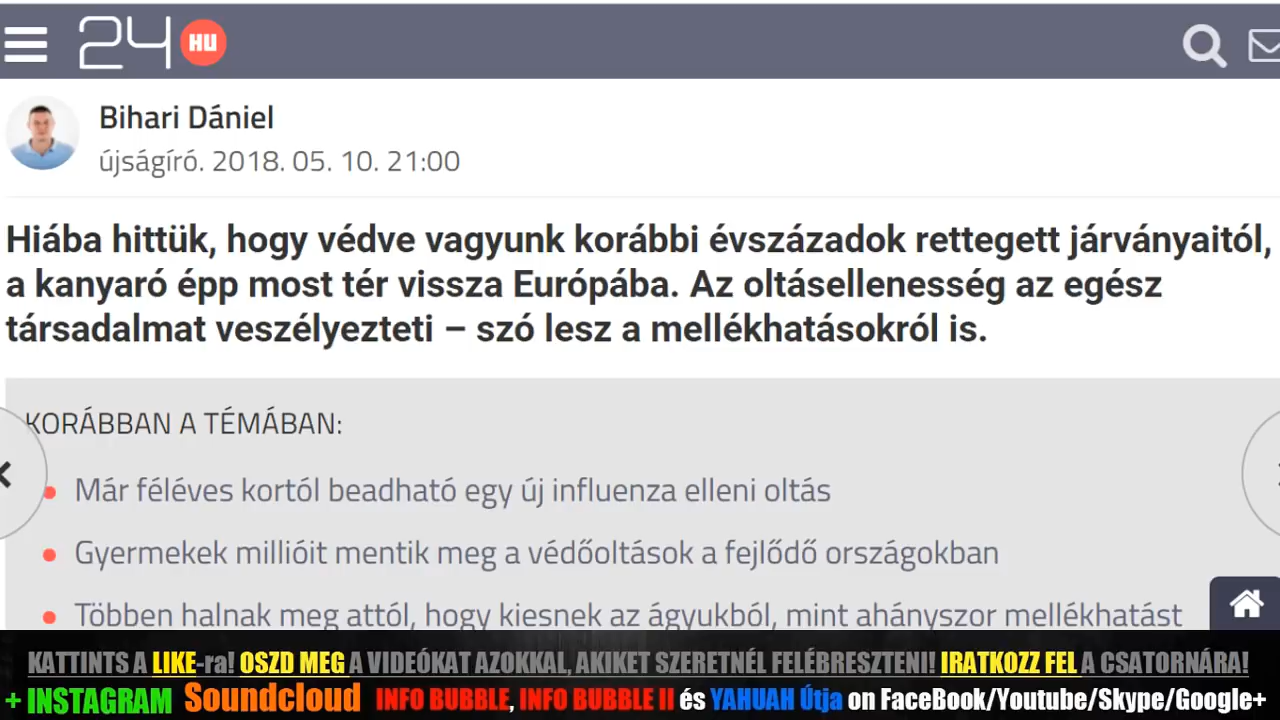 24 HU
Bihari Dániel
újságíró. 2018. 05. 10. 21:00
Hiába hittük, hogy védve vagyunk korábbi évszázadok rettegett járványaitól,
a kanyaró épp most tér vissza Európába. Az oltásellenesség az egész
társadalmat veszélyezteti – szó lesz a mellékhatásokról is.
KORÁBBAN A TÉMÁBAN:
Már féléves kortól beadható egy új influenza elleni oltás
Gyermekek millióit mentik meg a védőoltások a fejlődő országokban
Többen halnak meg attól, hogy kiesnek az ágyukból, mint ahányszor mellékhatást
KATTINTS A LIKE-ra! OSZD MEG A VIDEÓKAT AZOKKAL, AKIKET SZERETNÉL FELÉBRESZTENI! IRATKOZZ FEL A CSATORNÁRA!
+ INSTAGRAM Soundcloud INFO BUBBLE, INFO BUBBLE II és YAHUAH Útja on FaceBook/Youtube/Skype/Google+